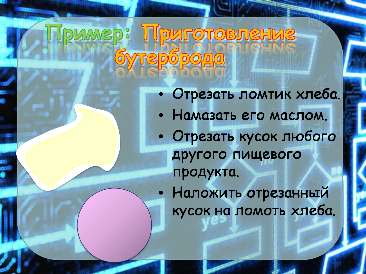 Пример: Приготовление
бутерброда
• Отрезать ломтик хлеба.
• Намазать его маслом.
• Отрезать кусок любого
другого пищевого
продукта.
• Наложить отрезанный
кусок на ломоть хлеба.
yes